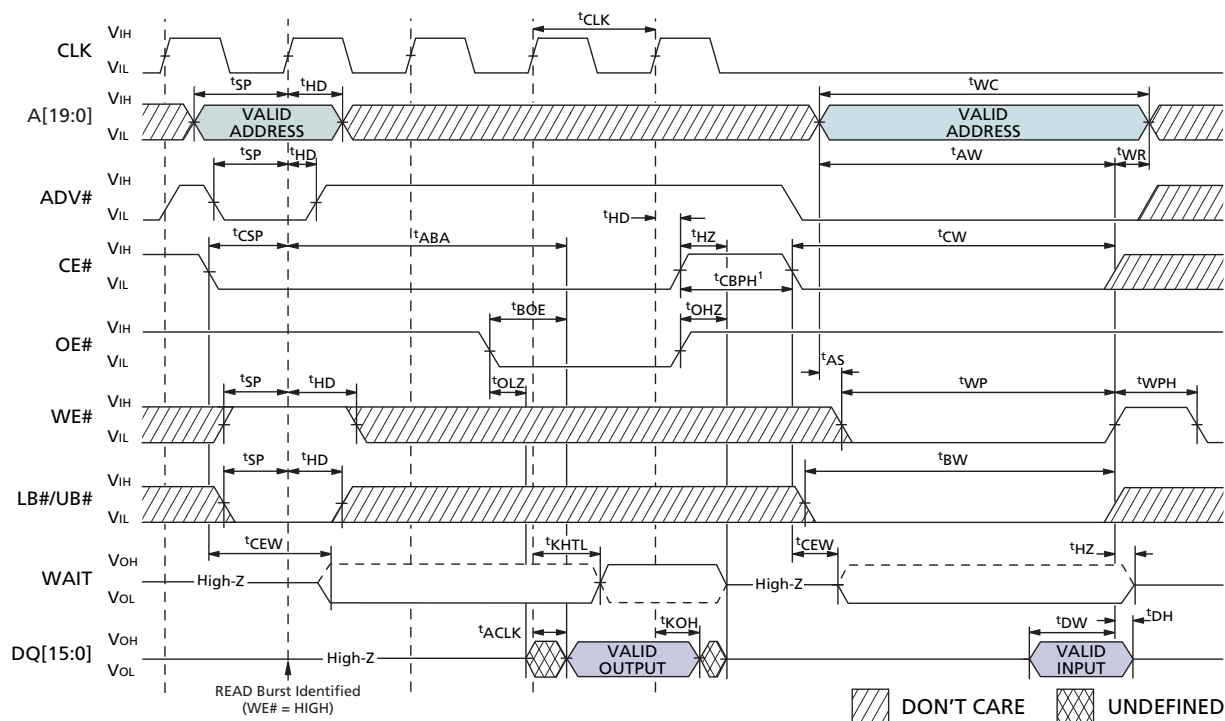 tCLK
CLK
VIH
VIL
tSP
tHD
tWC
A[19:0]
VIH
VIL
VALID
ADDRESS
VALID
ADDRESS
tSP
tHD
tAW
tWR
ADV#
VIH
VIL
tHD
tCSP
tABA
tHZ
tCW
CE#
VIH
VIL
tCBPH1
tBOE
tOHZ
OE#
VIH
VIL
tOLZ
tAS
tSP
tHD
tWP
tWPH
WE#
VIH
VIL
tSP
tHD
tBW
LB#/UB#
VIH
VIL
tCEW
tKHTL
tCEW
tHZ
WAIT
VOH
VOL
High-Z
High-Z
tACLK
tKOH
tDW
tDH
DQ[15:0]
VOH
VOL
High-Z
VALID
OUTPUT
VALID
INPUT
READ Burst Identified
(WE# = HIGH)
DON'T CARE
UNDEFINED